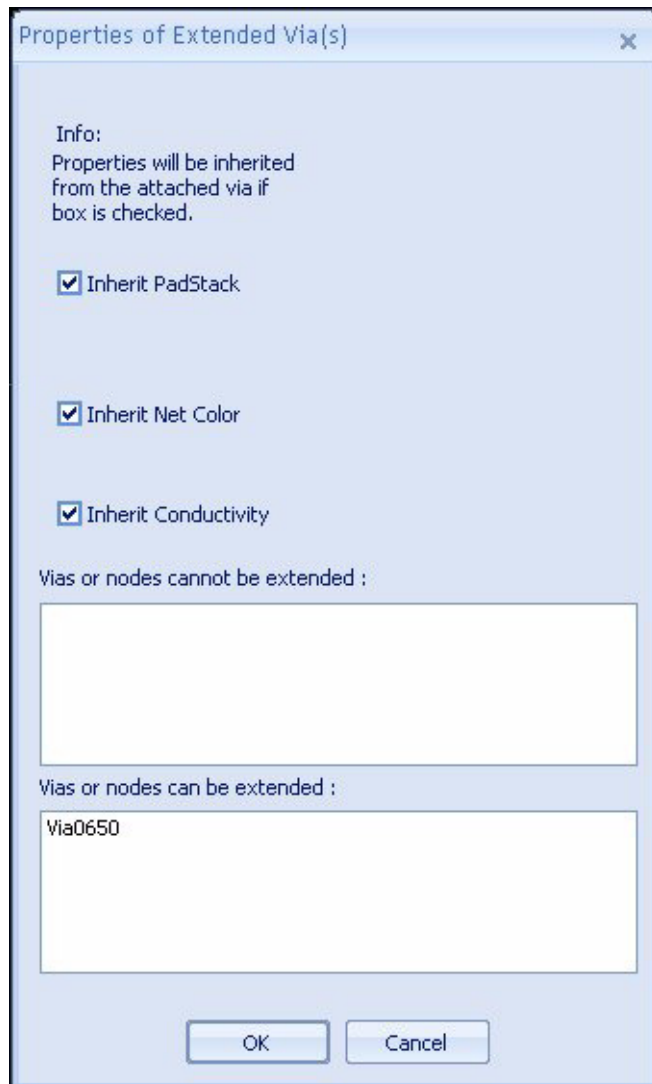 Properties of Extended Via(s)
Info:
Properties will be inherited
from the attached via if
box is checked.
Inherit PadStack
Inherit Net Color
Inherit Conductivity
Vias or nodes cannot be extended :
Vias or nodes can be extended :
Via0650
OK
Cancel